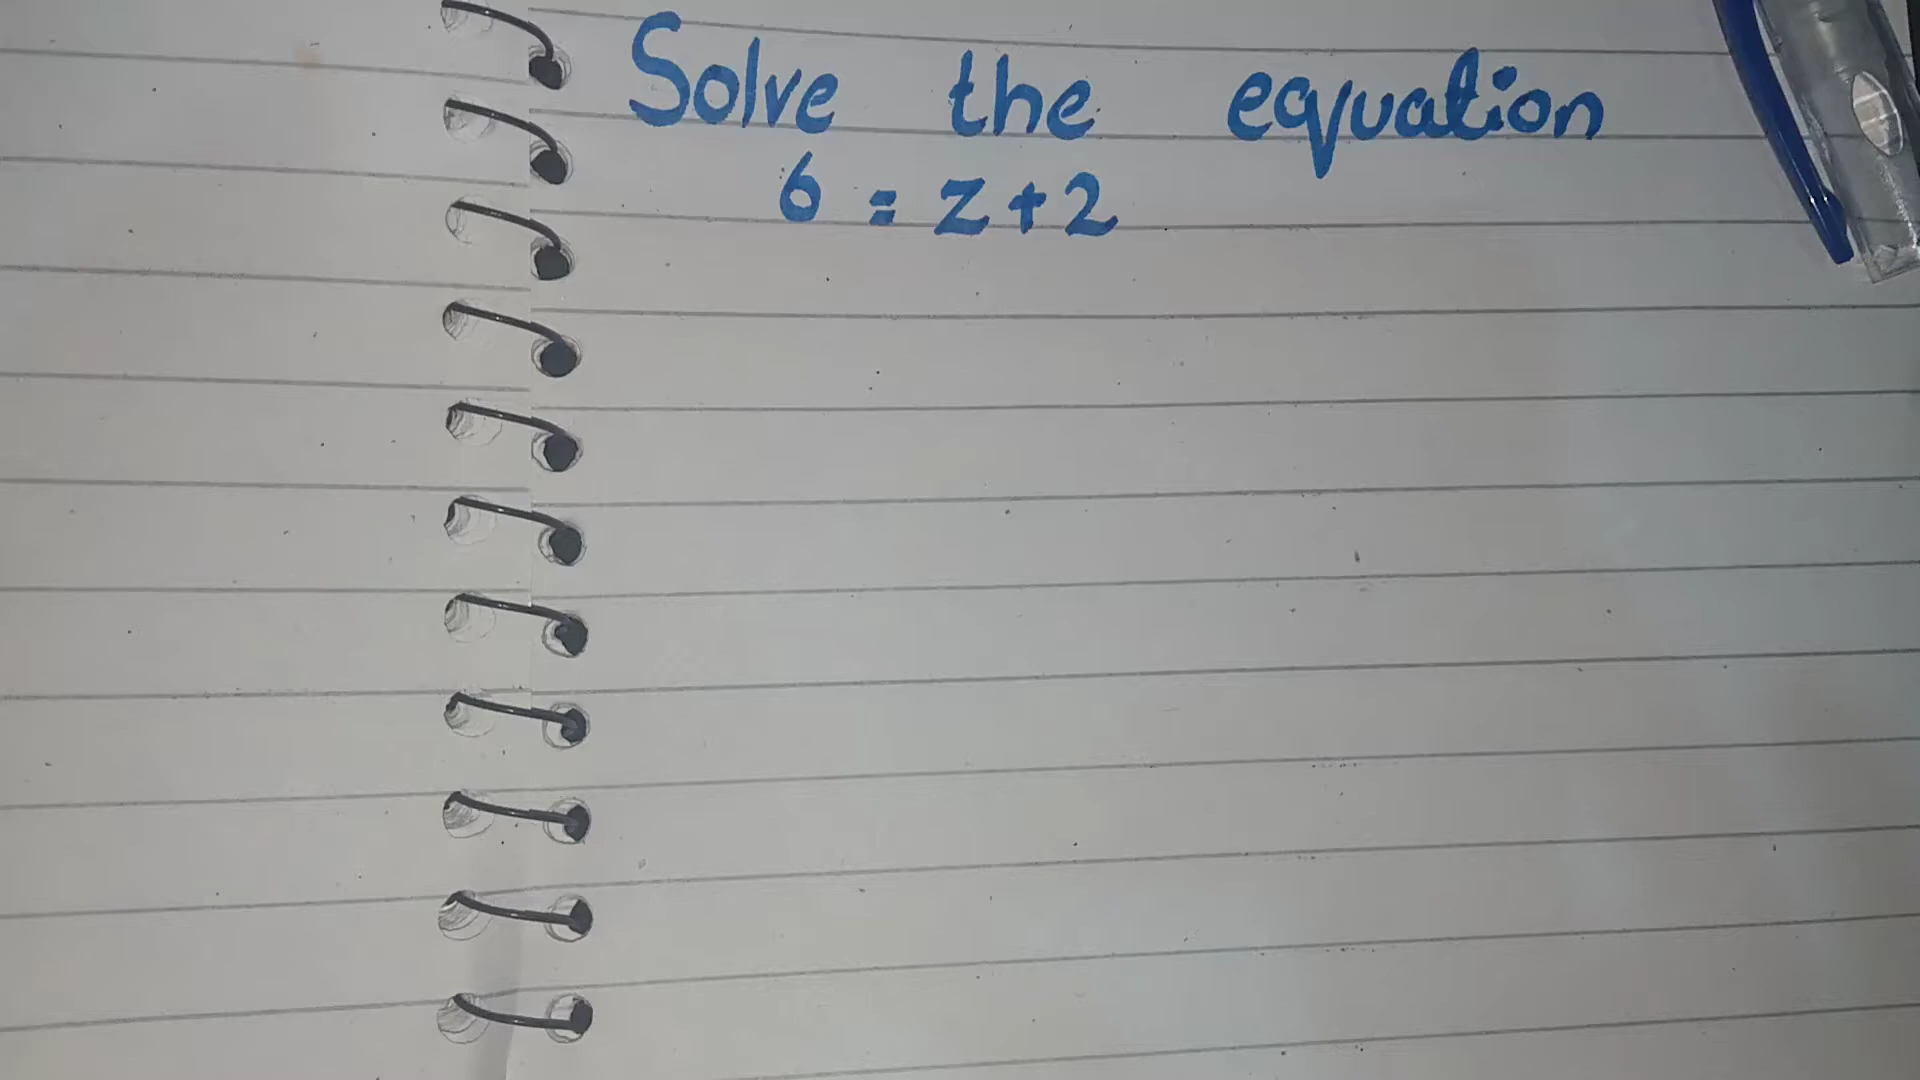 Solve the equation
6 = z + 2